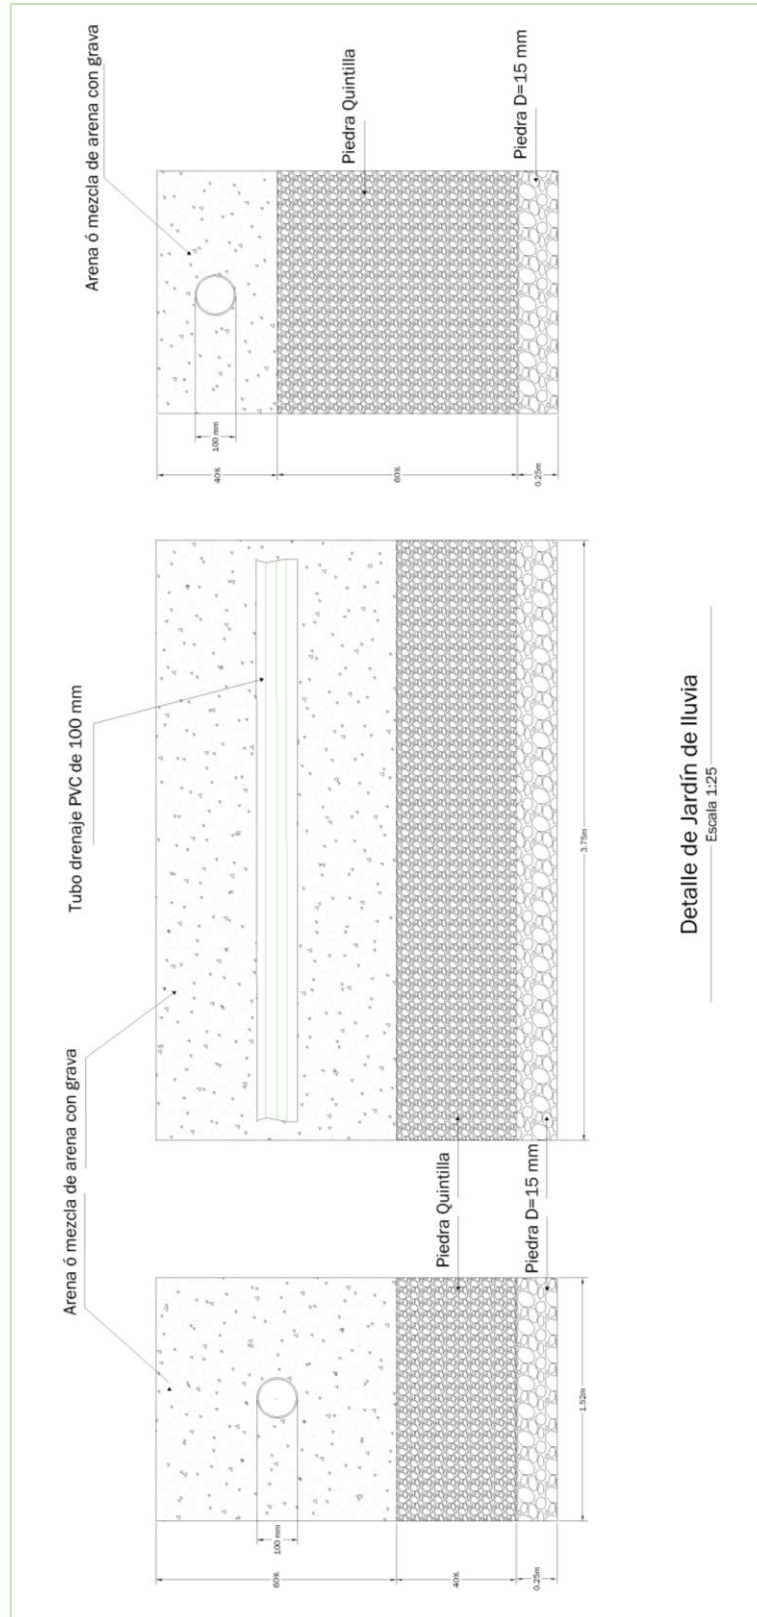 Arena ó mezcla de arena con grava
Tubo drenaje PVC de 100 mm
Arena ó mezcla de arena con grava
60%
100 mm
40%
0.25m
1.52m
Piedra Quintilla
Piedra D=15 mm
3.75m
40%
100 mm
60%
0.25m
Piedra Quintilla
Piedra D=15 mm
Detalle de Jardín de lluvia
Escala 1:25